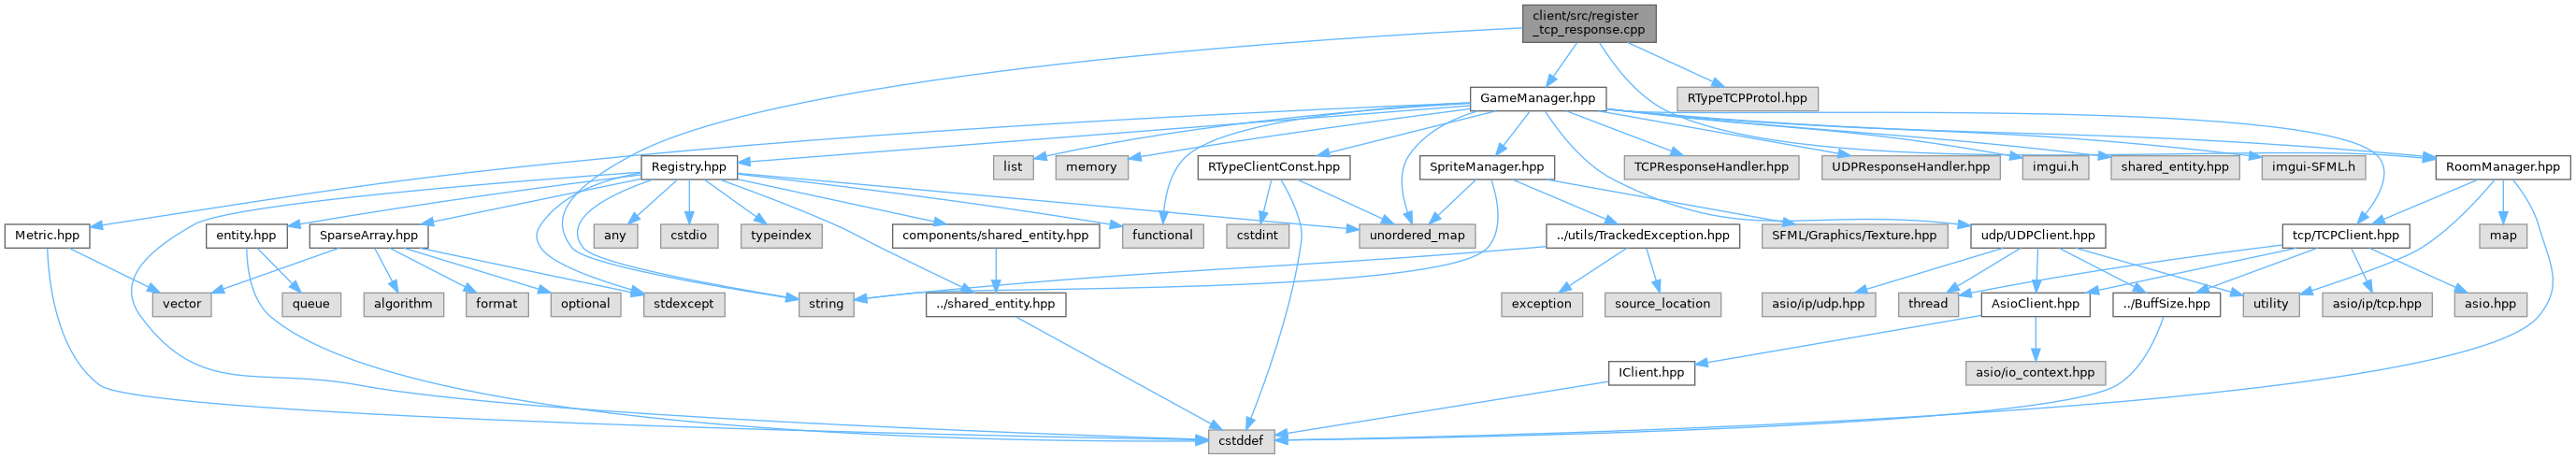 client/src/register
_tcp_response.cpp
GameManager.hpp
RTypeTCPProtol.hpp
Registry.hpp
list
memory
RTypeClientConst.hpp
SpriteManager.hpp
TCPResponseHandler.hpp
UDPResponseHandler.hpp
imgui.h
shared_entity.hpp
imgui-SFML.h
RoomManager.hpp
Metric.hpp
entity.hpp
SparseArray.hpp
any
cstdio
typeindex
components/shared_entity.hpp
functional
cstdint
unordered_map
../utils/TrackedException.hpp
SFML/Graphics/Texture.hpp
udp/UDPClient.hpp
tcp/TCPClient.hpp
map
vector
queue
algorithm
format
optional
stdexcept
string
../shared_entity.hpp
exception
source_location
asio/ip/udp.hpp
thread
AsioClient.hpp
../BuffSize.hpp
utility
asio/ip/tcp.hpp
asio.hpp
IClient.hpp
asio/io_context.hpp
cstddef